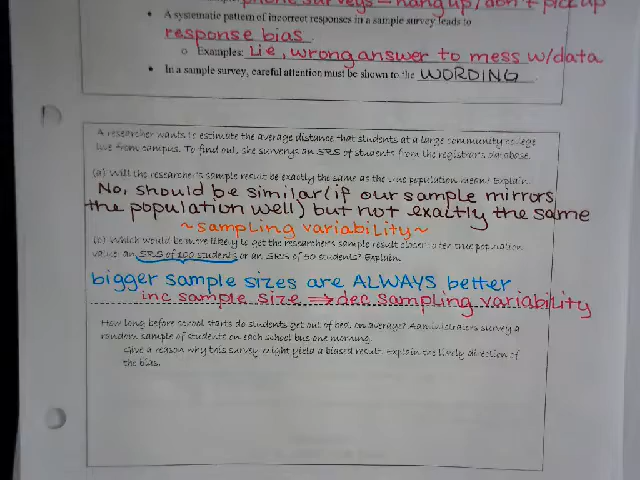 phone surveys = hang up/don't pick up
• A systematic pattern of incorrect responses in a sample survey leads to
response bias.
o Examples: Lie, wrong answer to mess w/data
• In a sample survey, careful attention must be shown to the WORDING.
A researcher wants to estimate the average distance that students at a large community college
live from campus. To find out, she surveys an SRS of students from the registrar's database.
(a) Will the researcher's sample result be exactly the same as the true population mean? Explain.
No, should be similar (if our sample mirrors
the population well) but not exactly the same
~sampling variability~
Which would be more likely to get the researcher's sample result closer to the true population
value: an SRS of 100 students or an SRS of 50 students? Explain.
bigger sample sizes are ALWAYS better
inc sample size ⇒ dec sampling variability
How long before school starts do students get out of bed, on average? Administrators survey a
random sample of students on each school bus one morning.
Give a reason why this survey might yield a biased result. Explain the likely direction of
the bias.